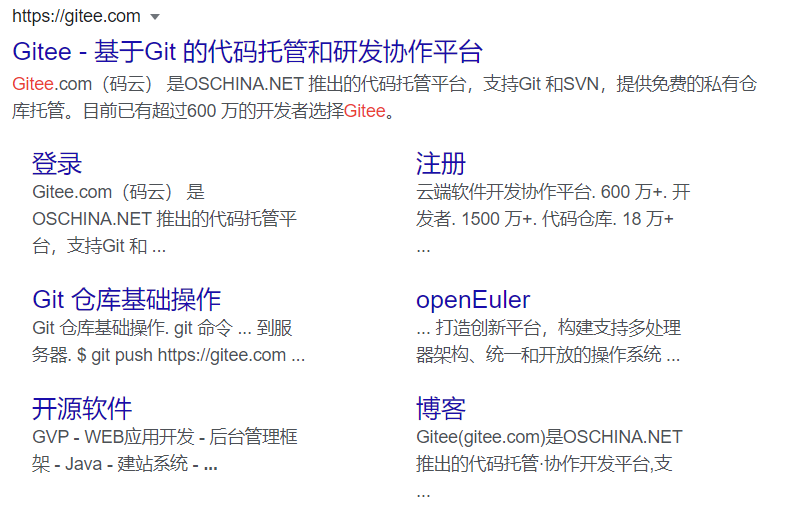 https://gitee.com
Gitee - 基于Git 的代码托管和研发协作平台
Gitee.com（码云） 是OSCHINA.NET 推出的代码托管平台，支持Git 和SVN，提供免费的私有仓
库托管。目前已有超过600 万的开发者选择Gitee。
登录
Gitee.com（码云） 是
OSCHINA.NET 推出的代码托管平
台，支持Git 和 ...
注册
云端软件开发协作平台. 600 万+. 开
发者. 1500 万+. 代码仓库. 18 万+
...
Git 仓库基础操作
Git 仓库基础操作. git 命令 ... 到服
务器. $ git push https://gitee.com ...
openEuler
... 打造创新平台，构建支持多处理
器架构、统一和开放的操作系统 ...
开源软件
GVP - WEB应用开发 - 后台管理框
架 - Java - 建站系统 - ...
博客
Gitee(gitee.com)是OSCHINA.NET
推出的代码托管·协作开发平台,支
...